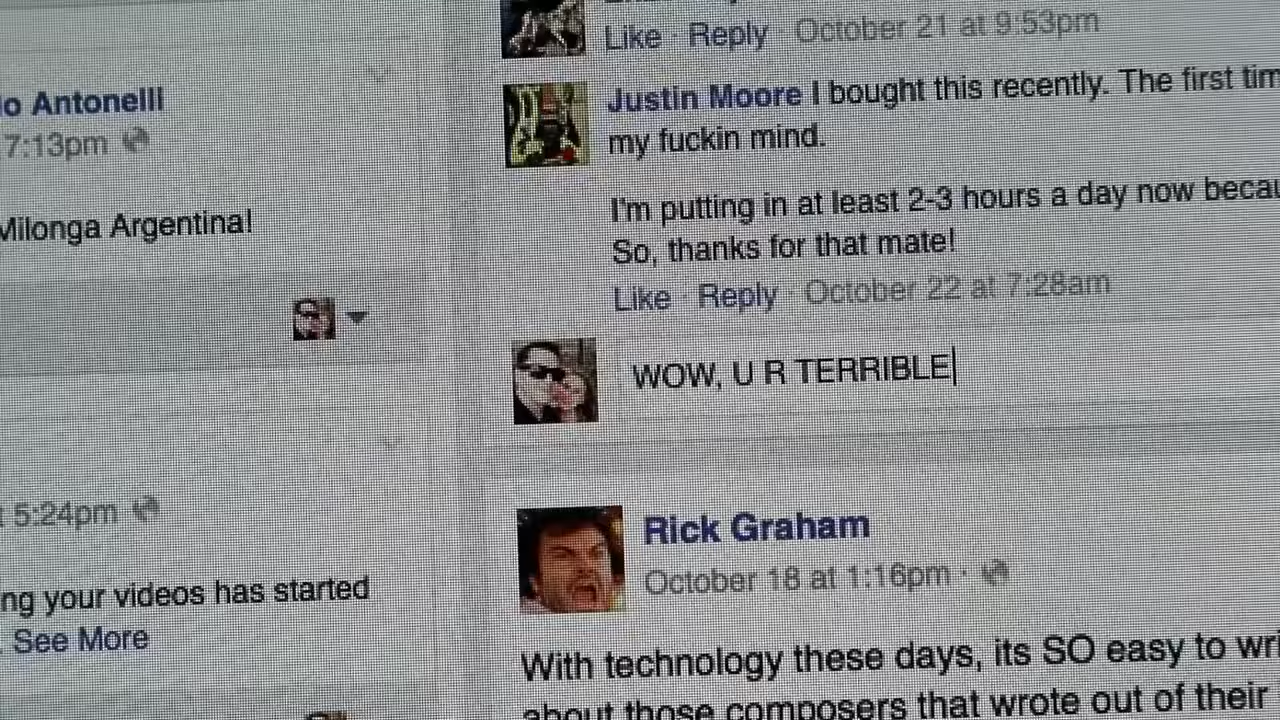 Like · Reply · October 21 at 9:53pm
Justin Moore I bought this recently. The first tim
my fuckin mind.
I'm putting in at least 2-3 hours a day now becau
So, thanks for that mate!
Like · Reply · October 22 at 7:28am
WOW, U R TERRIBLE
Rick Graham
October 18 at 1:16pm ·
With technology these days, its SO easy to wri
about those composers that wrote out of their
io Antonelli
7:13pm
Milonga Argentina!
t 5:24pm
ng your videos has started
. See More